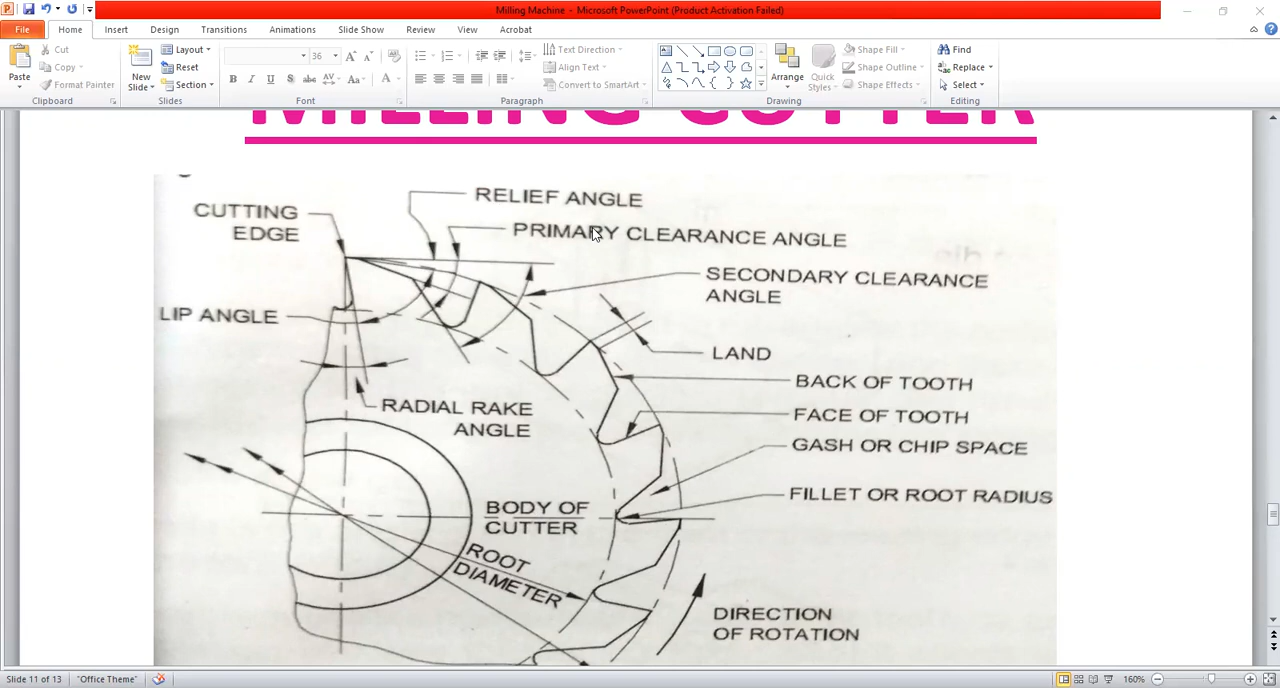 Milling Machine - Microsoft PowerPoint (Product Activation Failed)
File Home Insert Design Transitions Animations Slide Show Review View Acrobat
Cut
Copy
Format Painter
Paste
Clipboard
New Slide
Layout
Reset
Section
Slides
36
Font
Text Direction
Align Text
Convert to SmartArt
Paragraph
Arrange
Quick Styles
Shape Fill
Shape Outline
Shape Effects
Drawing
Find
Replace
Select
Editing
MILLING CUTTER
RELIEF ANGLE
CUTTING
EDGE
PRIMARY CLEARANCE ANGLE
SECONDARY CLEARANCE
ANGLE
LIP ANGLE
LAND
BACK OF TOOTH
RADIAL RAKE
ANGLE
FACE OF TOOTH
GASH OR CHIP SPACE
FILLET OR ROOT RADIUS
BODY OF
CUTTER
ROOT
DIAMETER
DIRECTION
OF ROTATION
Slide 11 of 13 "Office Theme" 160%